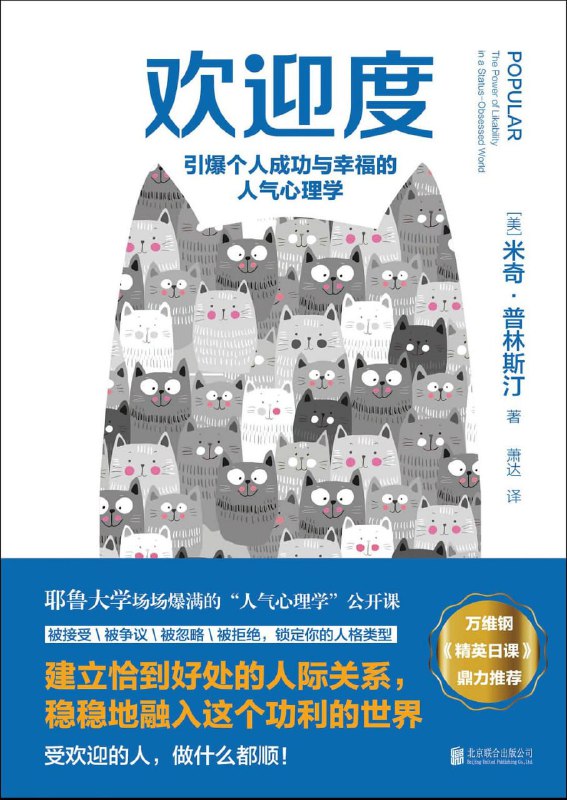 欢迎度
引爆个人成功与幸福的
人气心理学
POPULAR
The Power of Likability
in a Status-Obsessed World
[美]米奇·普林斯汀 著
萧达 译
耶鲁大学场场爆满的“人气心理学”公开课
被接受\被争议\被忽略\被拒绝,锁定你的人格类型
建立恰到好处的人际关系,
稳稳地融入这个功利的世界
受欢迎的人,做什么都顺!
万维钢
《精英日课》
鼎力推荐
北京联合出版公司
Beijing United Publishing Co.,Ltd.